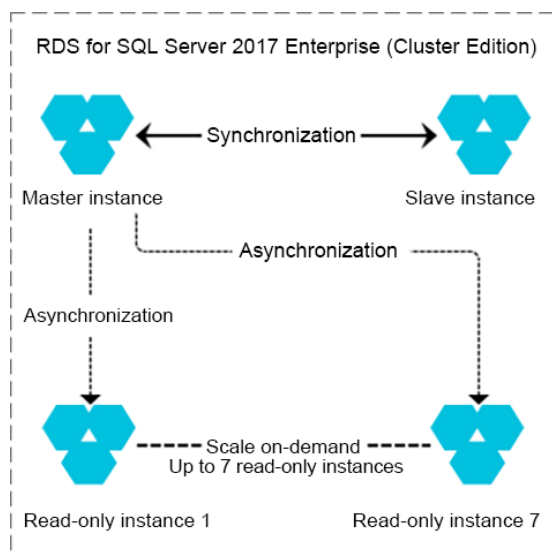 RDS for SQL Server 2017 Enterprise (Cluster Edition)
Synchronization
Master instance
Slave instance
Asynchronization
Asynchronization
Scale on-demand
Up to 7 read-only instances
Read-only instance 1
Read-only instance 7